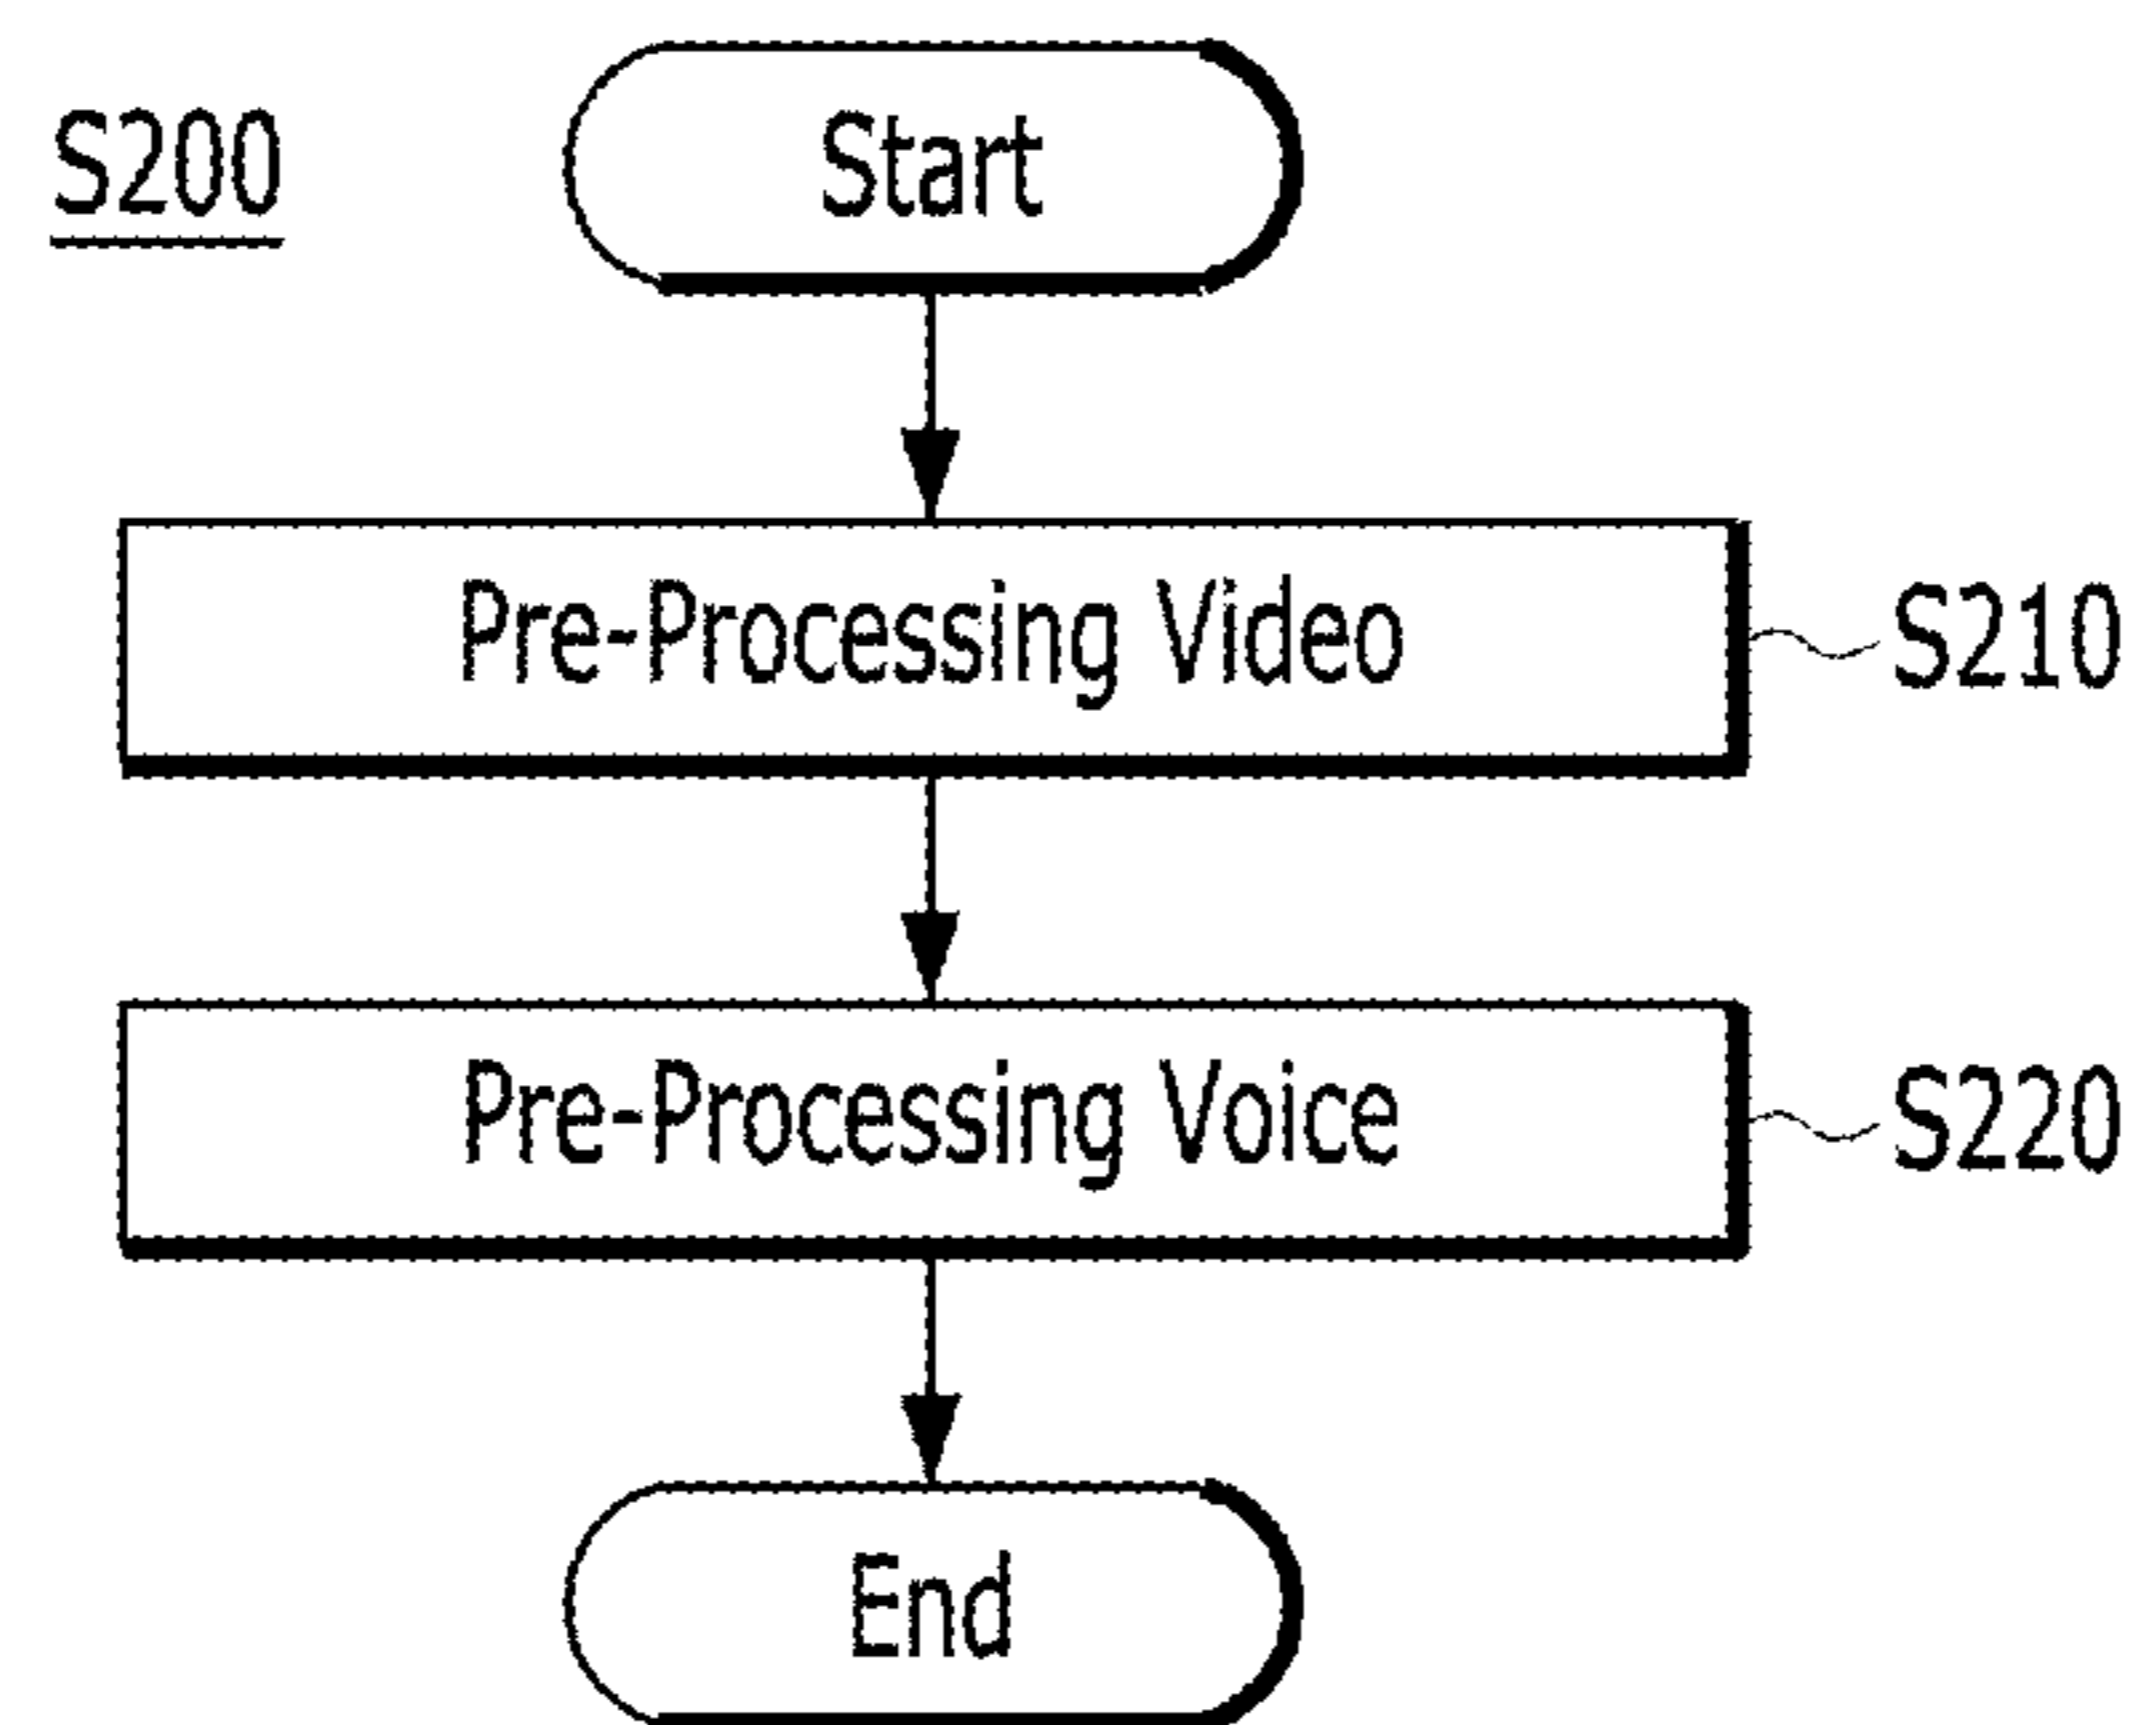 S200
Start
Pre-Processing Video
S210
Pre-Processing Voice
S220
End